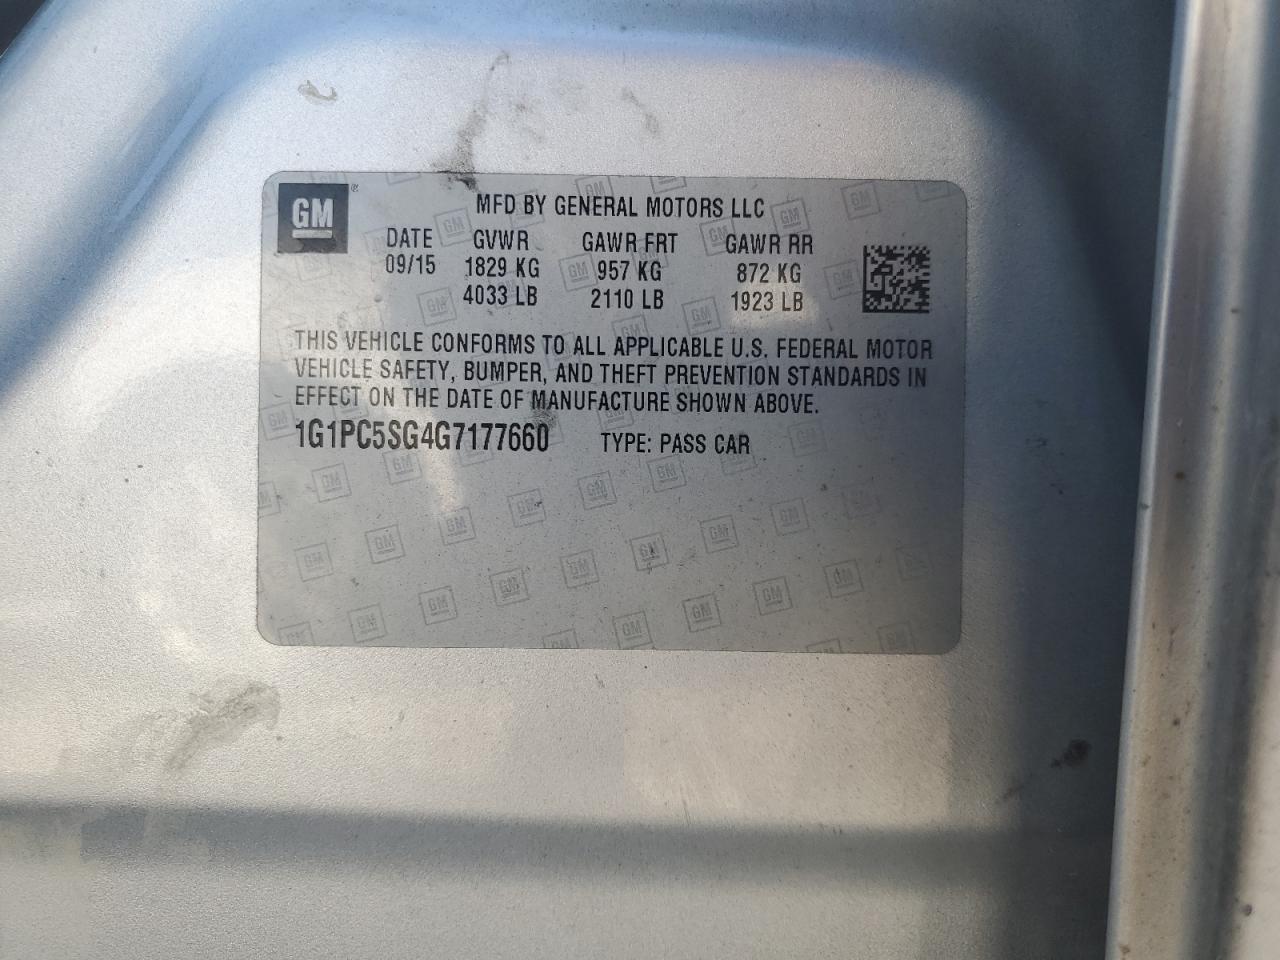 GM ®
MFD BY GENERAL MOTORS LLC
DATE GVWR GAWR FRT GAWR RR
09/15 1829 KG 957 KG 872 KG
4033 LB 2110 LB 1923 LB
THIS VEHICLE CONFORMS TO ALL APPLICABLE U.S. FEDERAL MOTOR
VEHICLE SAFETY, BUMPER, AND THEFT PREVENTION STANDARDS IN
EFFECT ON THE DATE OF MANUFACTURE SHOWN ABOVE.
1G1PC5SG4G7177660 TYPE: PASS CAR